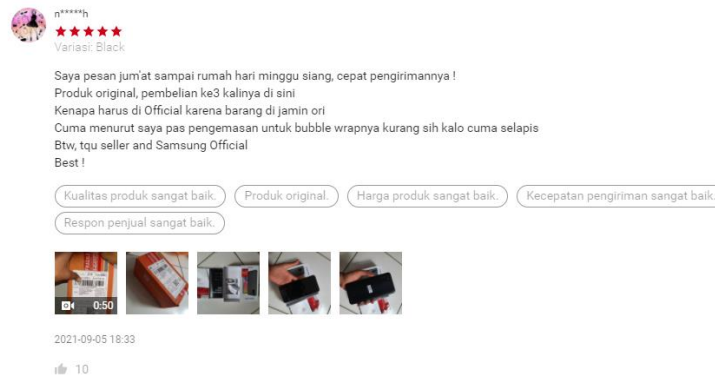 n*****h
Variasi: Black
Saya pesan jum'at sampai rumah hari minggu siang, cepat pengirimannya !
Produk original, pembelian ke3 kalinya di sini
Kenapa harus di Official karena barang di jamin ori
Cuma menurut saya pas pengemasan untuk bubble wrapnya kurang sih kalo cuma selapis
Btw, tqu seller and Samsung Official
Best !
Kualitas produk sangat baik. Produk original. Harga produk sangat baik. Kecepatan pengiriman sangat baik.
Respon penjual sangat baik.
0:50
2021-09-05 18:33
10